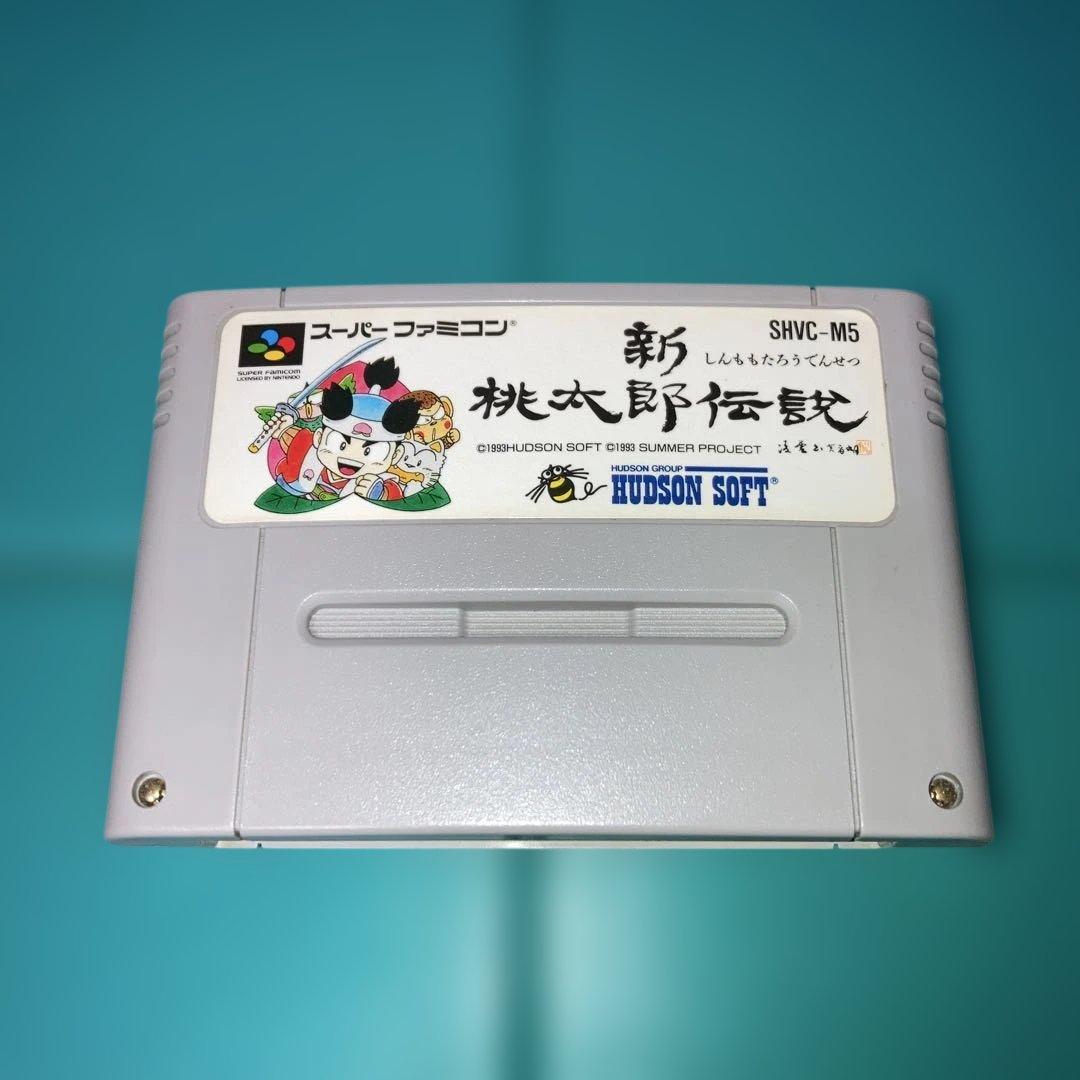 スーパーファミコン®
SUPER FAMICOM
LICENSED BY NINTENDO
SHVC-M5
新
しんももたろうでんせつ
桃太郎伝説
©1993HUDSON SOFT ©1993 SUMMER PROJECT
HUDSON GROUP
HUDSON SOFT®